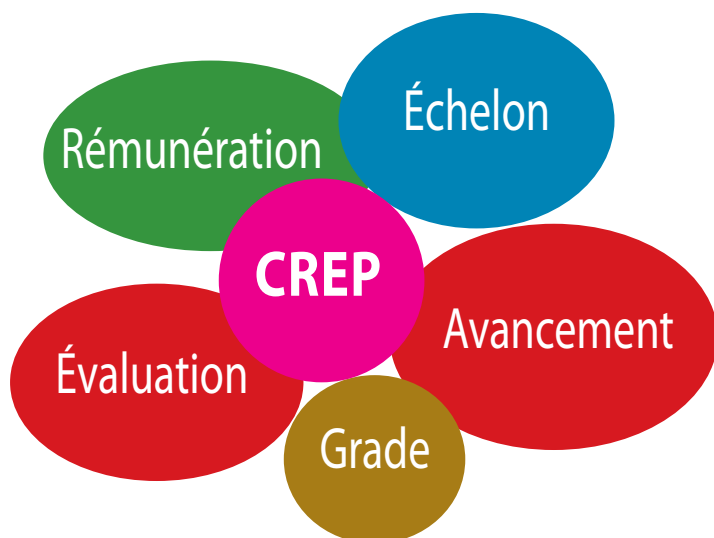 Échelon
Rémunération
CREP
Avancement
Évaluation
Grade